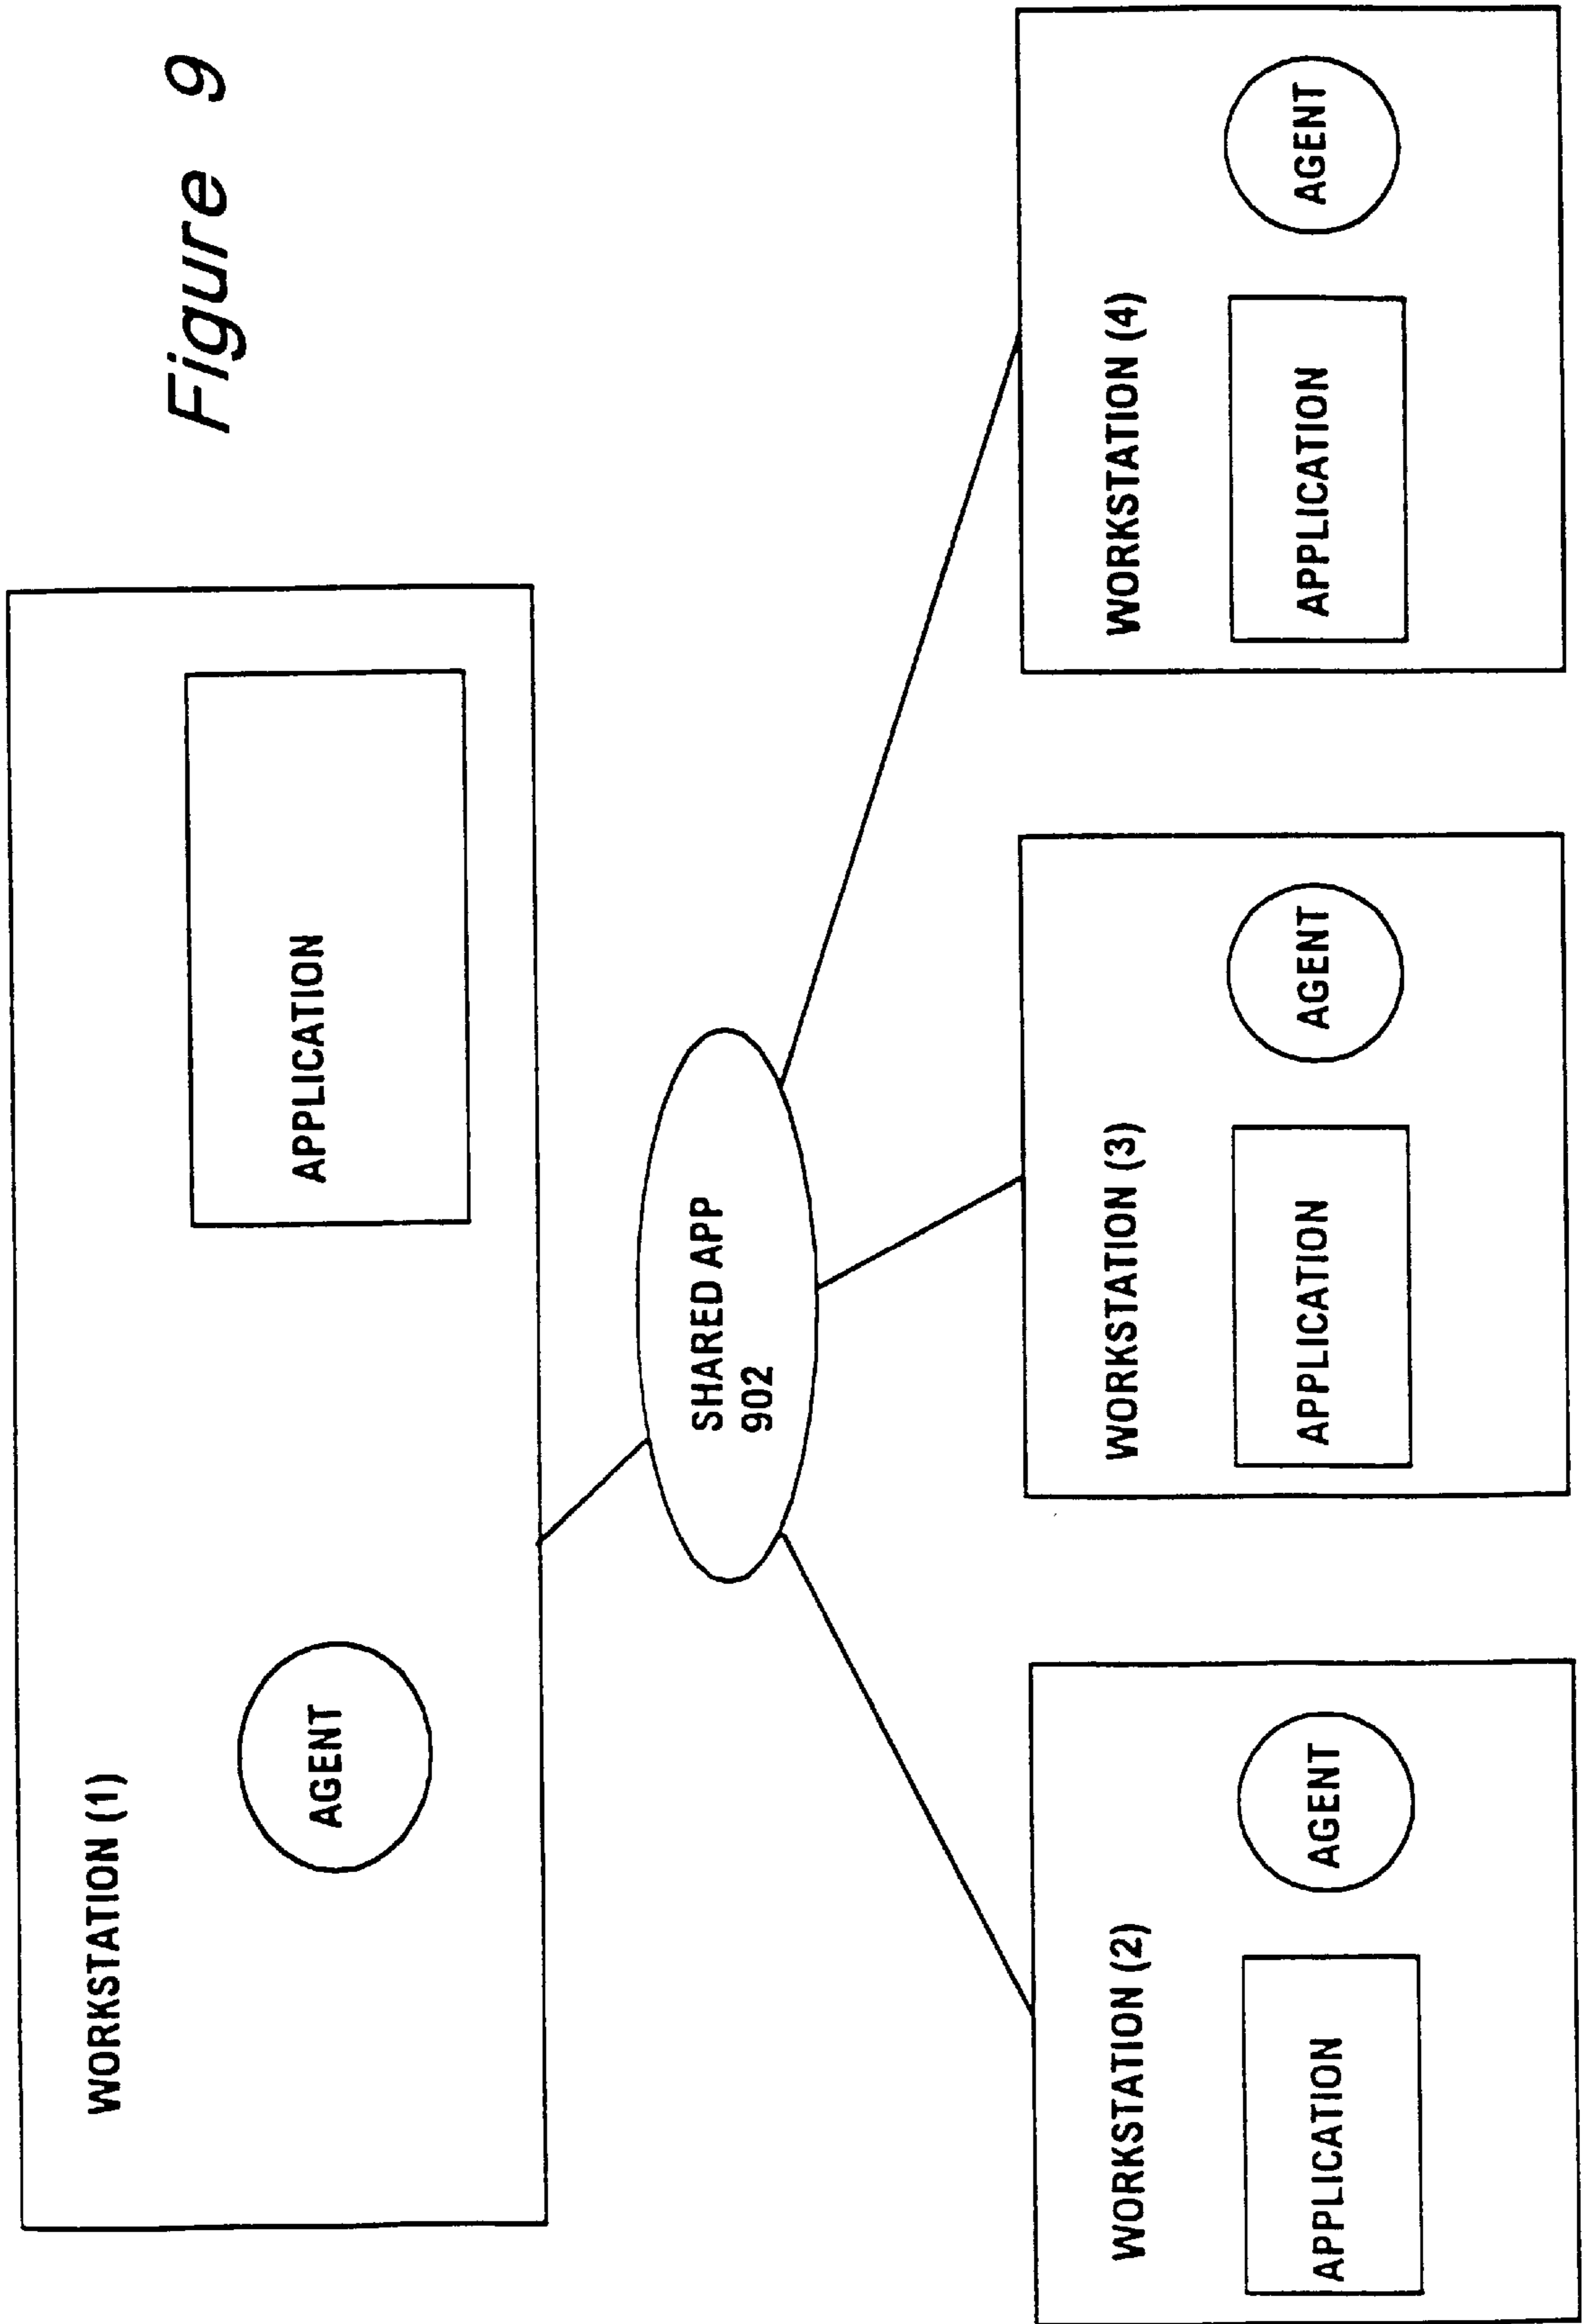 Figure 9
WORKSTATION (1)
AGENT
APPLICATION
SHARED APP
902
WORKSTATION (2)
APPLICATION
AGENT
WORKSTATION (3)
APPLICATION
AGENT
WORKSTATION (4)
APPLICATION
AGENT